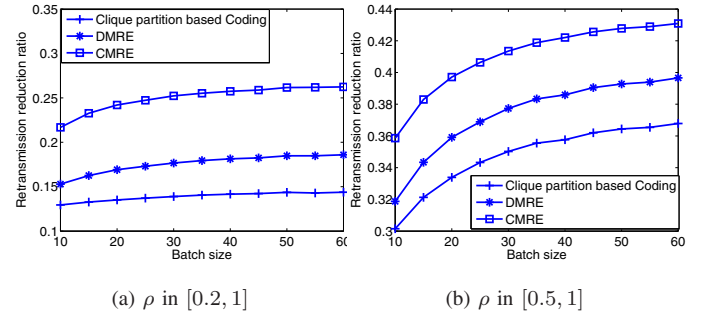 Retransmission reduction ratio
0.35
0.3
0.25
0.2
0.15
0.1
Clique partition based Coding
DMRE
CMRE
10 20 30 40 50 60
Batch size
(a) ρ in [0.2, 1]
Retransmission reduction ratio
0.44
0.42
0.4
0.38
0.36
0.34
0.32
0.3
Clique partition based Coding
DMRE
CMRE
10 20 30 40 50 60
Batch size
(b) ρ in [0.5, 1]